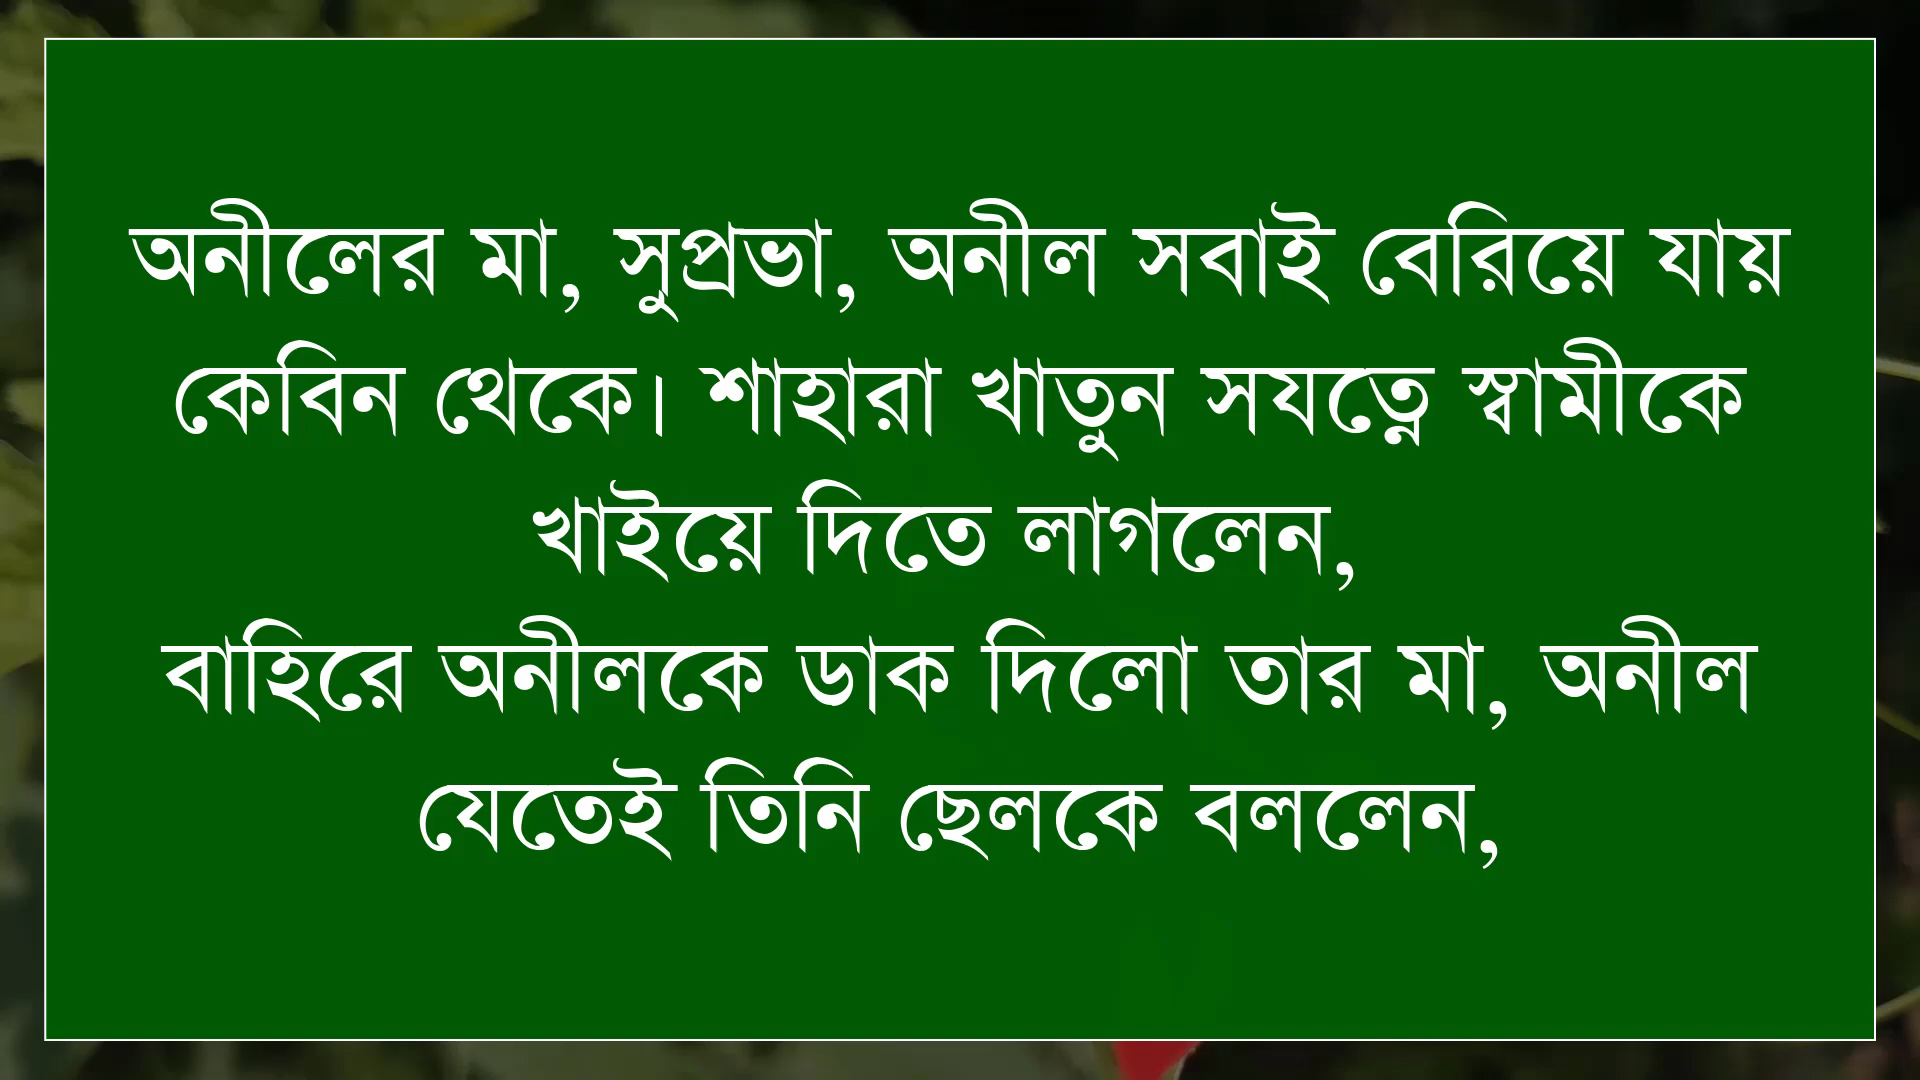 অনীলের মা, সুপ্রভা, অনীল সবাই বেরিয়ে যায়
কেবিন থেকে। শাহারা খাতুন সযত্নে স্বামীকে
খাইয়ে দিতে লাগলেন,
বাহিরে অনীলকে ডাক দিলো তার মা, অনীল
যেতেই তিনি ছেলকে বললেন,